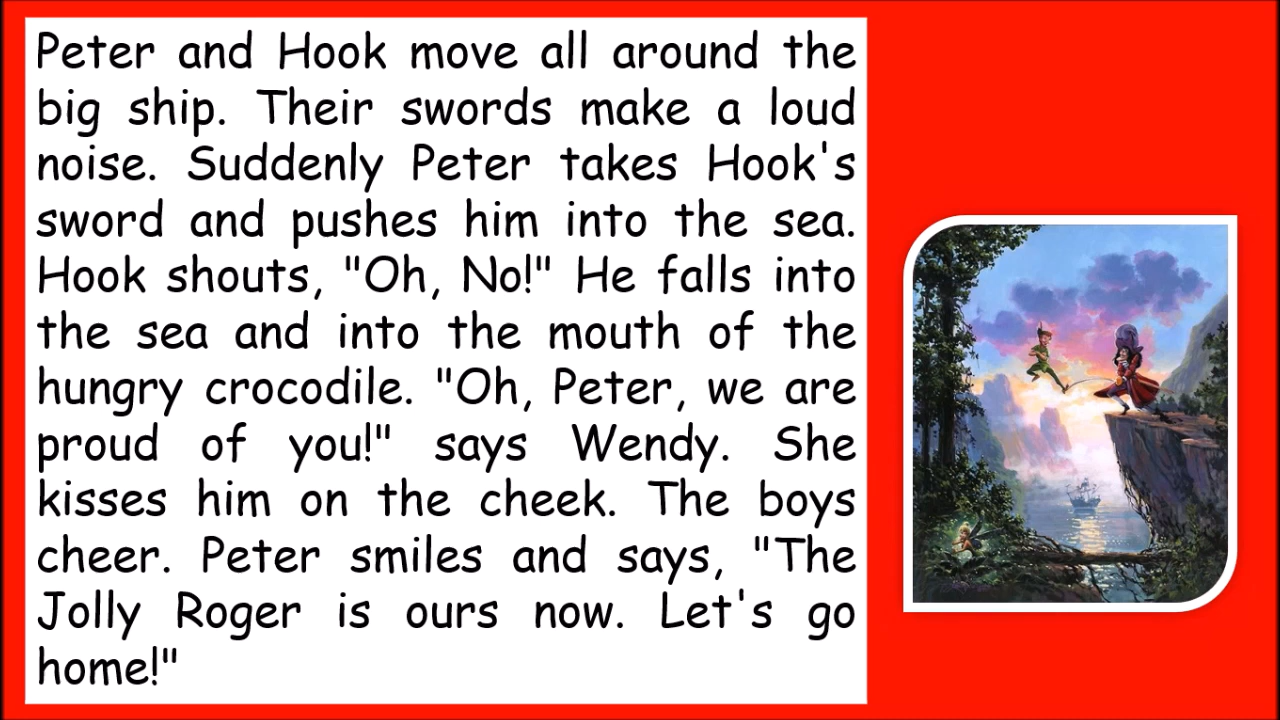 Peter and Hook move all around the
big ship. Their swords make a loud
noise. Suddenly Peter takes Hook's
sword and pushes him into the sea.
Hook shouts, "Oh, No!" He falls into
the sea and into the mouth of the
hungry crocodile. "Oh, Peter, we are
proud of you!" says Wendy. She
kisses him on the cheek. The boys
cheer. Peter smiles and says, "The
Jolly Roger is ours now. Let's go
home!"